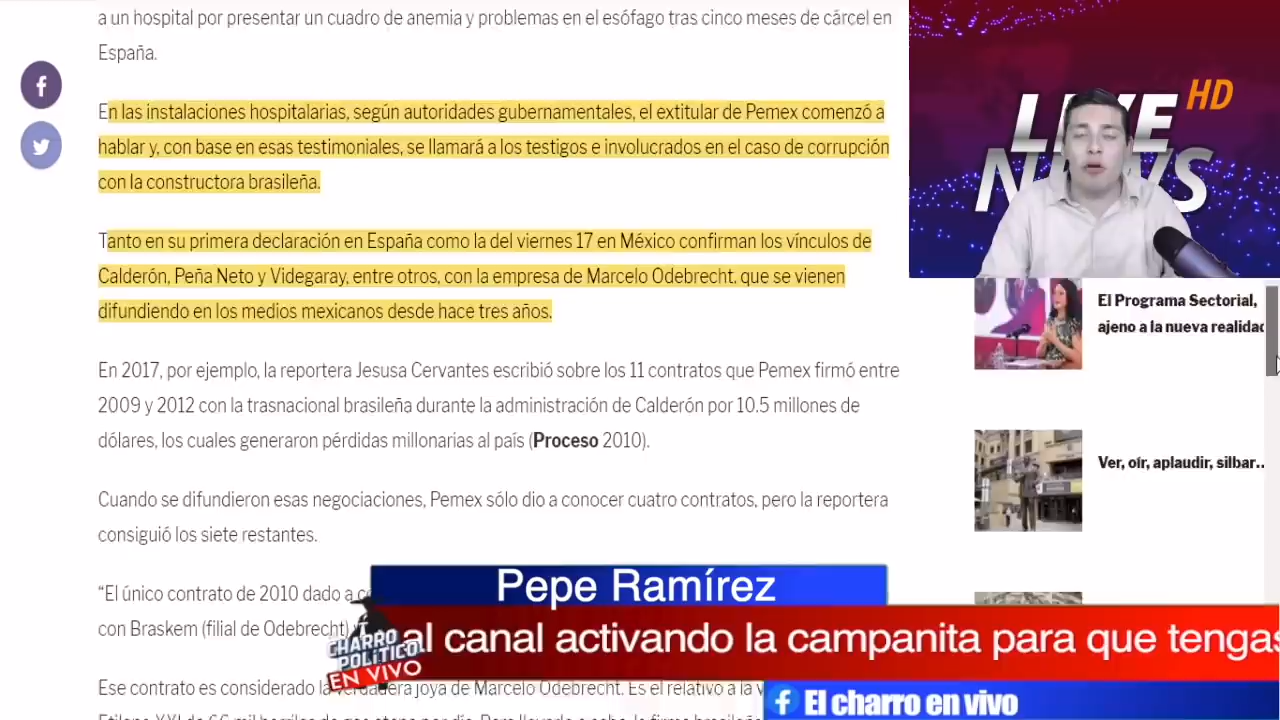 a un hospital por presentar un cuadro de anemia y problemas en el esófago tras cinco meses de cárcel en
España.
En las instalaciones hospitalarias, según autoridades gubernamentales, el extitular de Pemex comenzó a
hablar y, con base en esas testimoniales, se llamará a los testigos e involucrados en el caso de corrupción
con la constructora brasileña.
Tanto en su primera declaración en España como la del viernes 17 en México confirman los vínculos de
Calderón, Peña Neto y Videgaray, entre otros, con la empresa de Marcelo Odebrecht, que se vienen
difundiendo en los medios mexicanos desde hace tres años.
En 2017, por ejemplo, la reportera Jesusa Cervantes escribió sobre los 11 contratos que Pemex firmó entre
2009 y 2012 con la trasnacional brasileña durante la administración de Calderón por 10.5 millones de
dólares, los cuales generaron pérdidas millonarias al país (Proceso 2010).
Cuando se difundieron esas negociaciones, Pemex sólo dio a conocer cuatro contratos, pero la reportera
consiguió los siete restantes.
“El único contrato de 2010 dado a
con Braskem (filial de Odebrecht)
Ese contrato es considerado la verdadera joya de Marcelo Odebrecht. Es el relativo a la
LIVE HD
NEWS
El Programa Sectorial,
ajeno a la nueva realidad
Ver, oír, aplaudir, silbar...
Pepe Ramírez
al canal activando la campanita para que tengas
EL CHARRO
POLÍTICO
EN VIVO
El charro en vivo